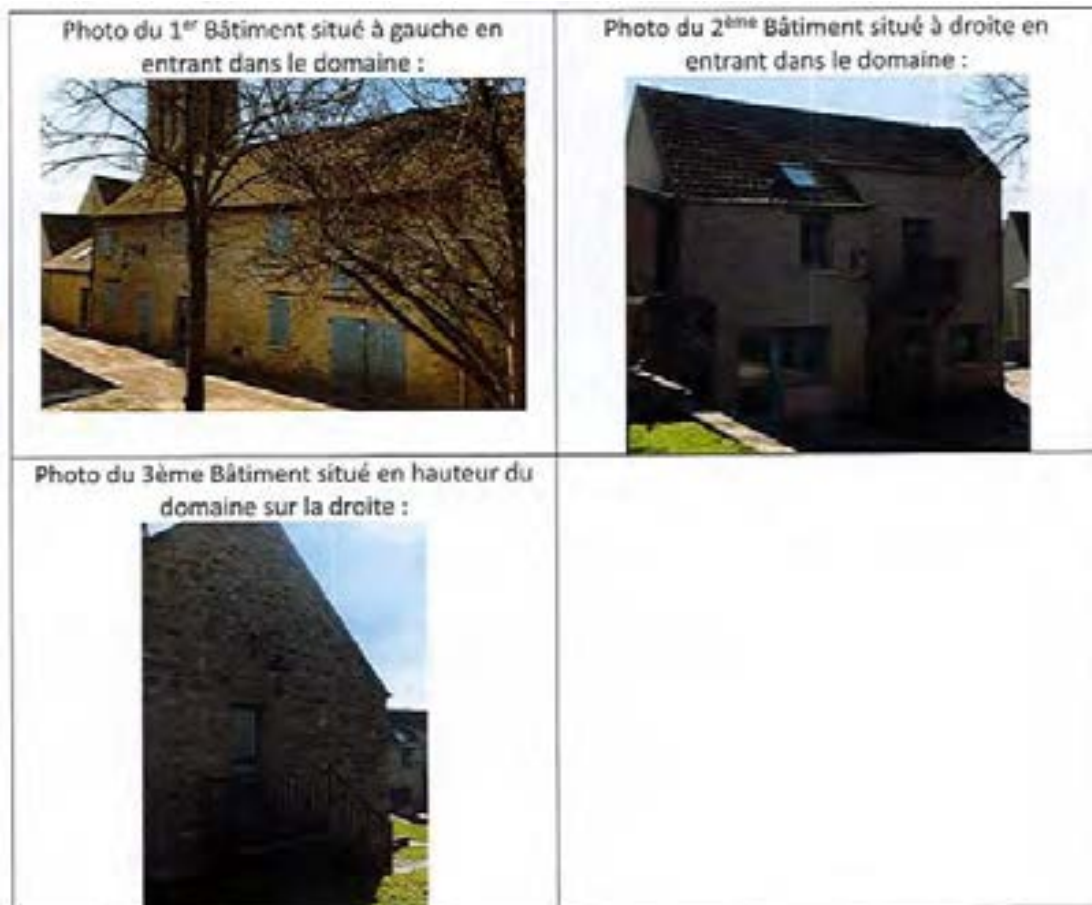 Photo du 1er Bâtiment situé à gauche en
entrant dans le domaine :
Photo du 2ème Bâtiment situé à droite en
entrant dans le domaine :
Photo du 3ème Bâtiment situé en hauteur du
domaine sur la droite :